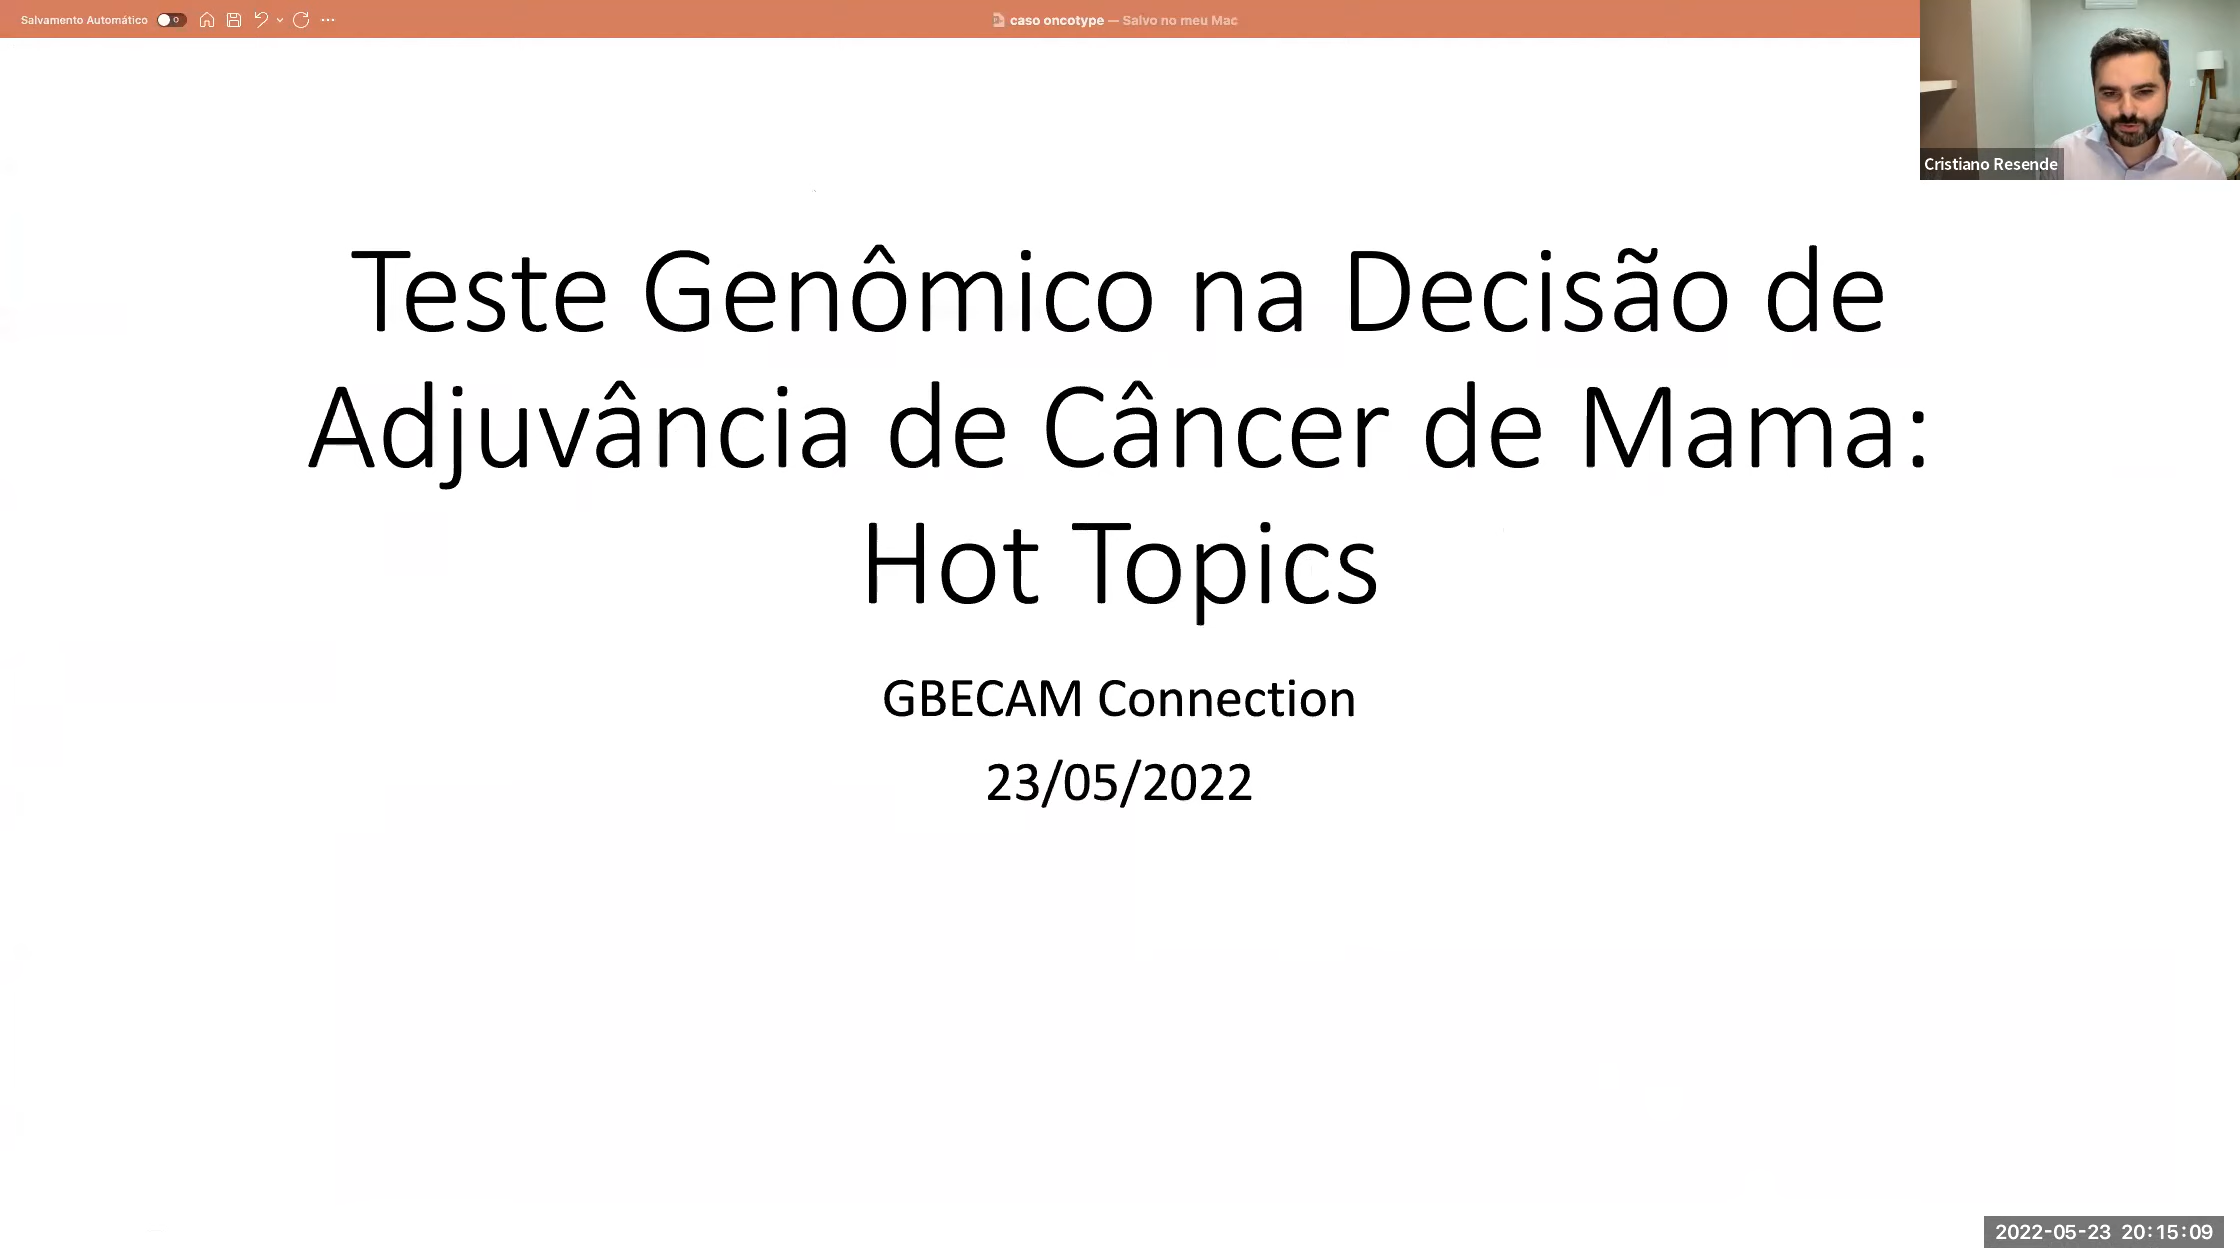 Salvamento Automático
caso oncotype — Salvo no meu Mac
Cristiano Resende
Teste Genômico na Decisão de
Adjuvância de Câncer de Mama:
Hot Topics
GBECAM Connection
23/05/2022
2022-05-23 20:15:09